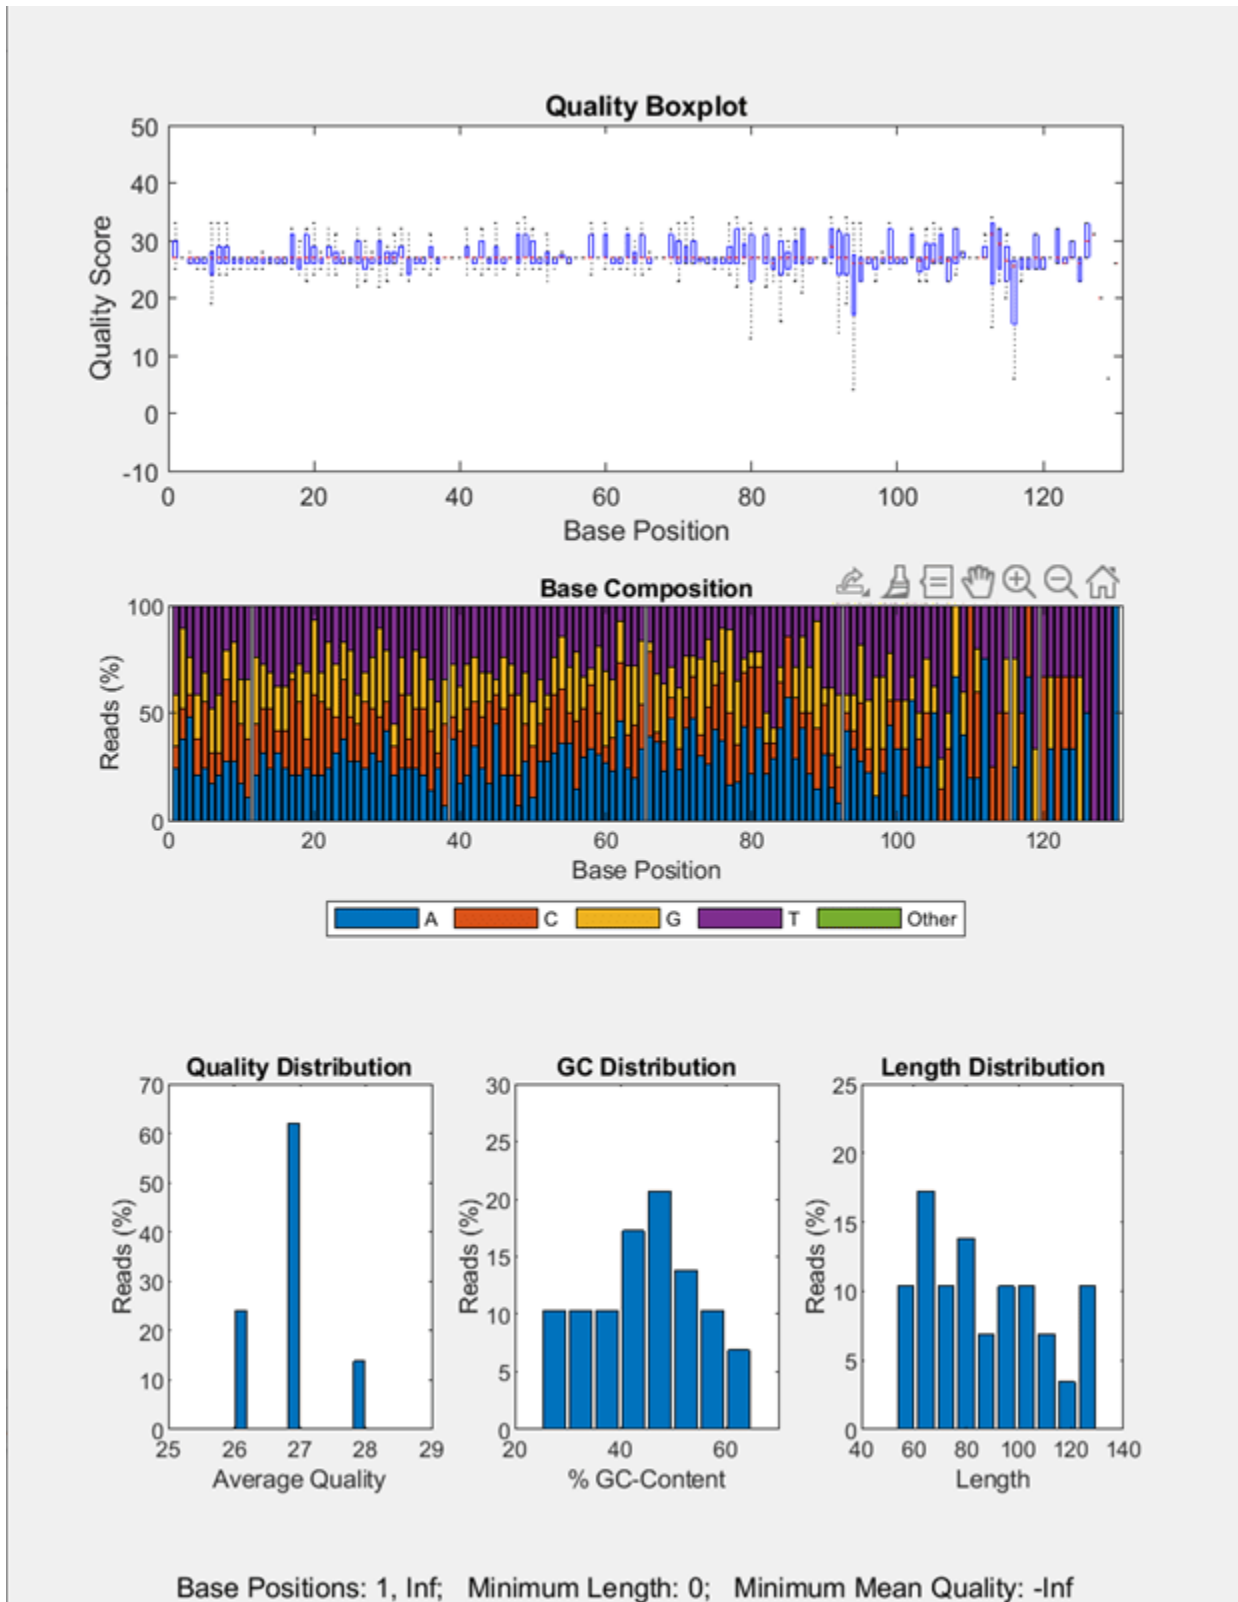 Quality Boxplot
50
40
30
20
10
0
-10
Quality Score
0 20 40 60 80 100 120
Base Position
Base Composition
100
50
0
Reads (%)
0 20 40 60 80 100 120
Base Position
A C G T Other
Quality Distribution
70
60
50
40
30
20
10
0
Reads (%)
25 26 27 28 29
Average Quality
GC Distribution
30
25
20
15
10
5
0
Reads (%)
20 40 60
% GC-Content
Length Distribution
25
20
15
10
5
0
Reads (%)
40 60 80 100 120 140
Length
Base Positions: 1, Inf; Minimum Length: 0; Minimum Mean Quality: -Inf